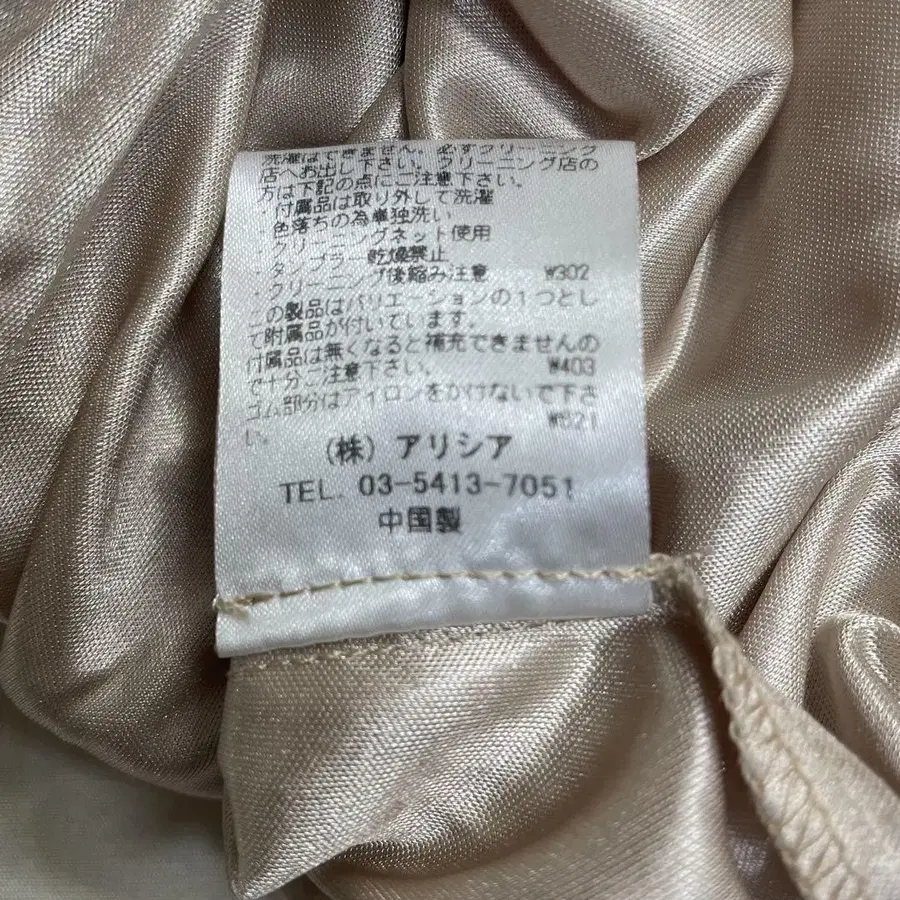 洗濯はできません。必ずクリーニング
店へお出し下さい。クリーニング店の
方は下記の点にご注意下さい。
・付属品は取り外して洗濯
色落ちの為単独洗い
・クリーニングネット使用
・タンブラー乾燥禁止
・クリーニング後縮み注意 W302
この製品はバリエーションの1つとし
て附属品が付いています。
付属品は無くなると補充できませんの
で十分ご注意下さい。 W403
ゴム部分はアイロンをかけないで下さ
い。 W521
(株) アリシア
TEL. 03-5413-7051
中国製